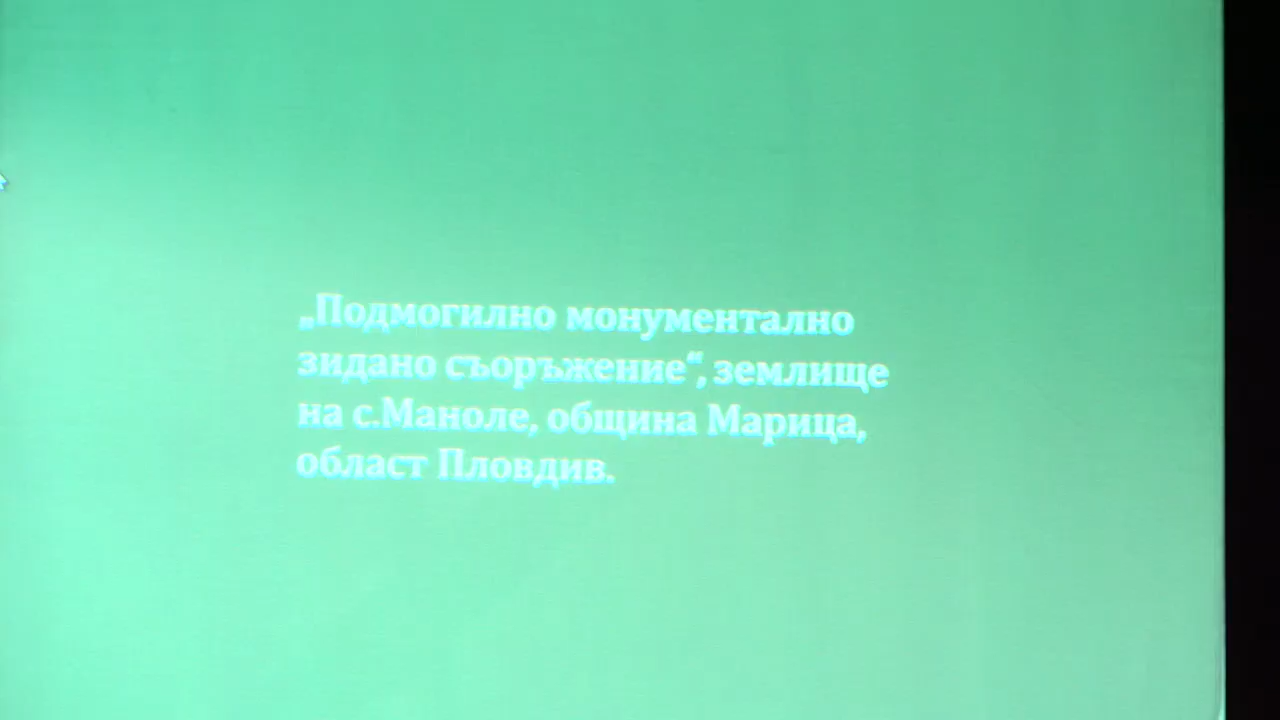 „Подмогилно монументално
зидано съоръжение“, землище
на с.Маноле, община Марица,
област Пловдив.